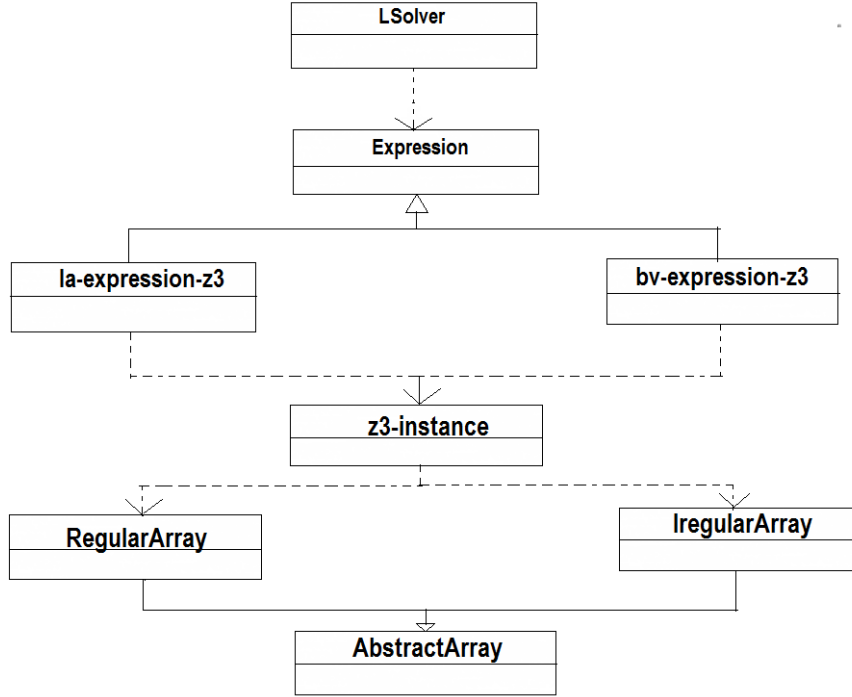 LSolver
Expression
la-expression-z3
bv-expression-z3
z3-instance
RegularArray
IregularArray
AbstractArray